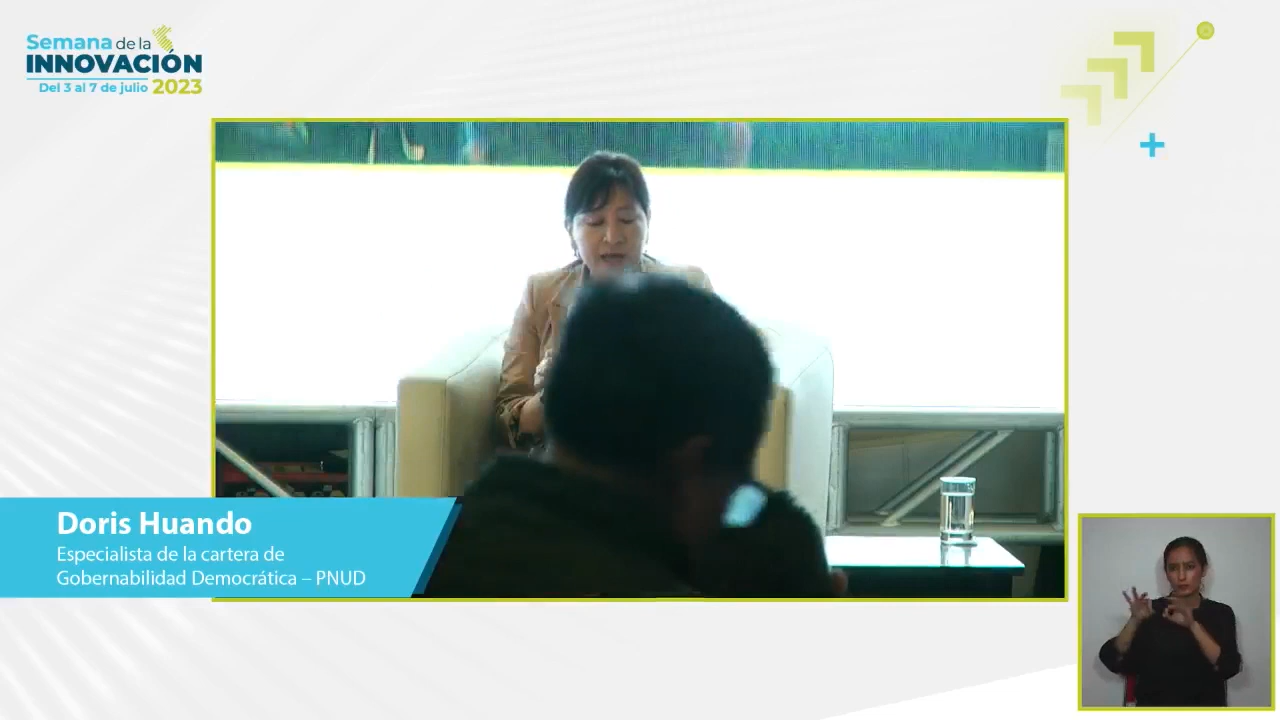 Semana de la
INNOVACIÓN
Del 3 al 7 de julio 2023
Doris Huando
Especialista de la cartera de
Gobernabilidad Democrática – PNUD